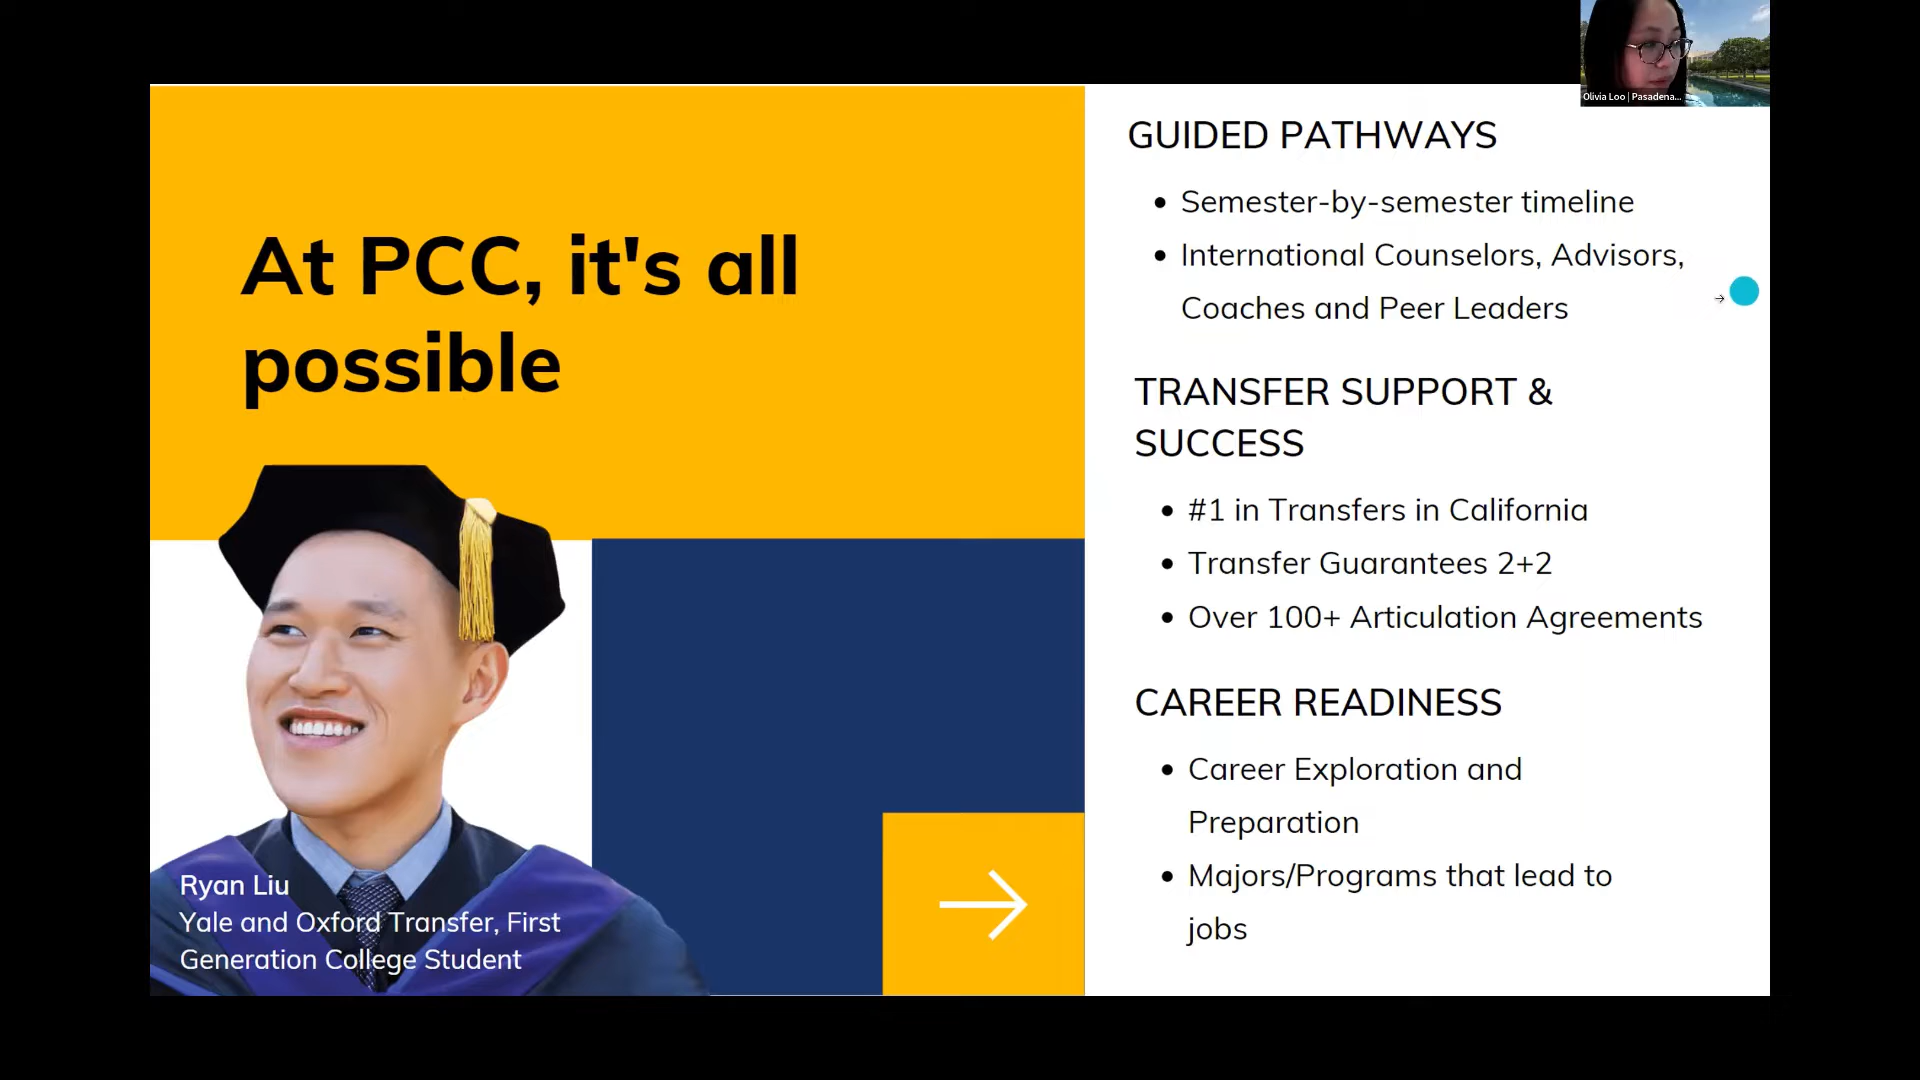 Olivia Loo | Pasadena...
At PCC, it's all
possible
Ryan Liu
Yale and Oxford Transfer, First
Generation College Student
GUIDED PATHWAYS
Semester-by-semester timeline
International Counselors, Advisors,
Coaches and Peer Leaders
TRANSFER SUPPORT &
SUCCESS
#1 in Transfers in California
Transfer Guarantees 2+2
Over 100+ Articulation Agreements
CAREER READINESS
Career Exploration and
Preparation
Majors/Programs that lead to
jobs